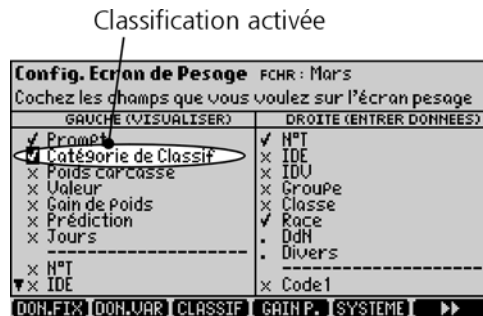 Classification activée
Config. Ecran de Pesage FCHR : Mars
Cochez les champs que vous voulez sur l'écran pesage
GAUCHE (VISUALISER) DROITE (ENTRER DONNEES)
✓ Prompt ✓ N°T
✓ Catégorie de Classif × IDE
× Poids carcasse × IDV
× Valeur × Groupe
× Gain de poids × Classe
× Prédiction ✓ Race
× Jours . DdN
. Divers
× N°T
▼× IDE × Code1
DON.FIX DON.VAR CLASSIF GAIN P. SYSTEME ▶▶